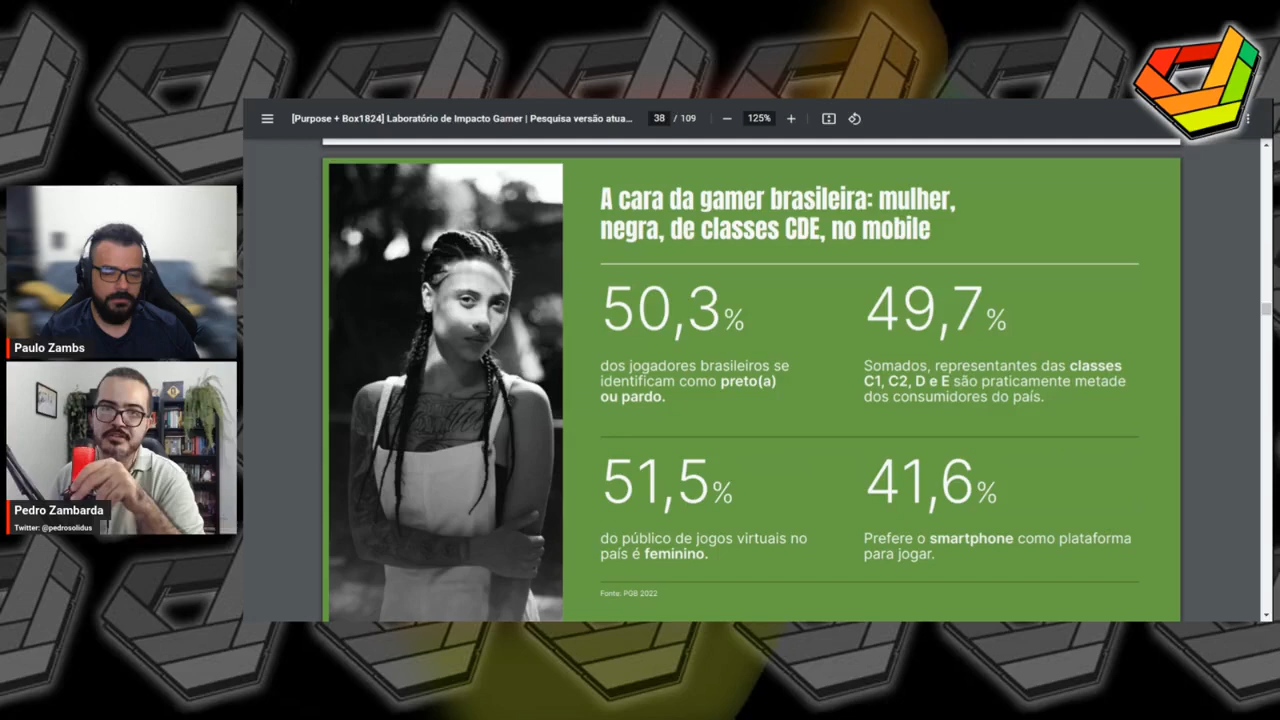 [Purpose + Box1824] Laboratório de Impacto Gamer | Pesquisa versão atua...
38 / 109
125%
A cara da gamer brasileira: mulher,
negra, de classes CDE, no mobile
50,3%
dos jogadores brasileiros se
identificam como preto(a)
ou pardo.
49,7%
Somados, representantes das classes
C1, C2, D e E são praticamente metade
dos consumidores do país.
51,5%
do público de jogos virtuais no
país é feminino.
41,6%
Prefere o smartphone como plataforma
para jogar.
Fonte: PGB 2022
Paulo Zambs
Pedro Zambarda
Twitter: @pedrosolidus